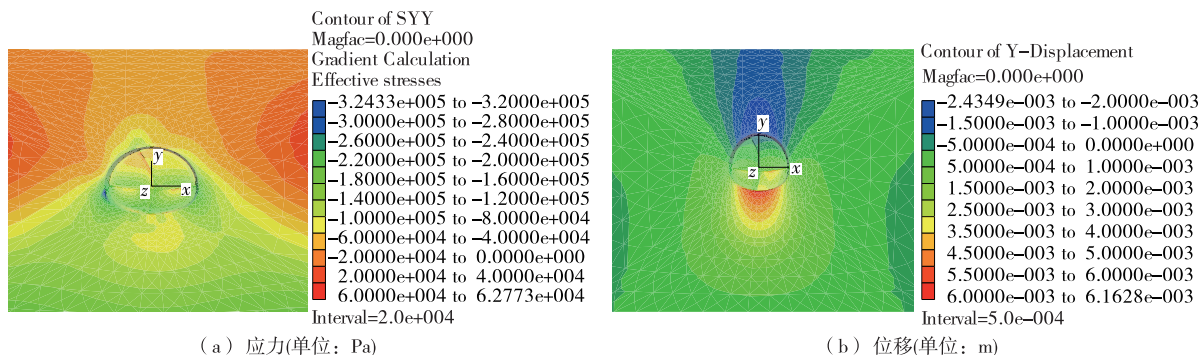 Contour of SYY
Magfac=0.000e+000
Gradient Calculation
Effective stresses
-3.2433e+005 to -3.2000e+005
-3.0000e+005 to -2.8000e+005
-2.6000e+005 to -2.4000e+005
-2.2000e+005 to -2.0000e+005
-1.8000e+005 to -1.6000e+005
-1.4000e+005 to -1.2000e+005
-1.0000e+005 to -8.0000e+004
-6.0000e+004 to -4.0000e+004
-2.0000e+004 to 0.0000e+000
2.0000e+004 to 4.0000e+004
6.0000e+004 to 6.2773e+004
Interval=2.0e+004
y
z
x
(a) 应力(单位: Pa)
Contour of Y-Displacement
Magfac=0.000e+000
-2.4349e-003 to -2.0000e-003
-1.5000e-003 to -1.0000e-003
-5.0000e-004 to 0.0000e+000
5.0000e-004 to 1.0000e-003
1.5000e-003 to 2.0000e-003
2.5000e-003 to 3.0000e-003
3.5000e-003 to 4.0000e-003
4.5000e-003 to 5.0000e-003
5.5000e-003 to 6.0000e-003
6.0000e-003 to 6.1628e-003
Interval=5.0e-004
y
z
x
(b) 位移(单位: m)